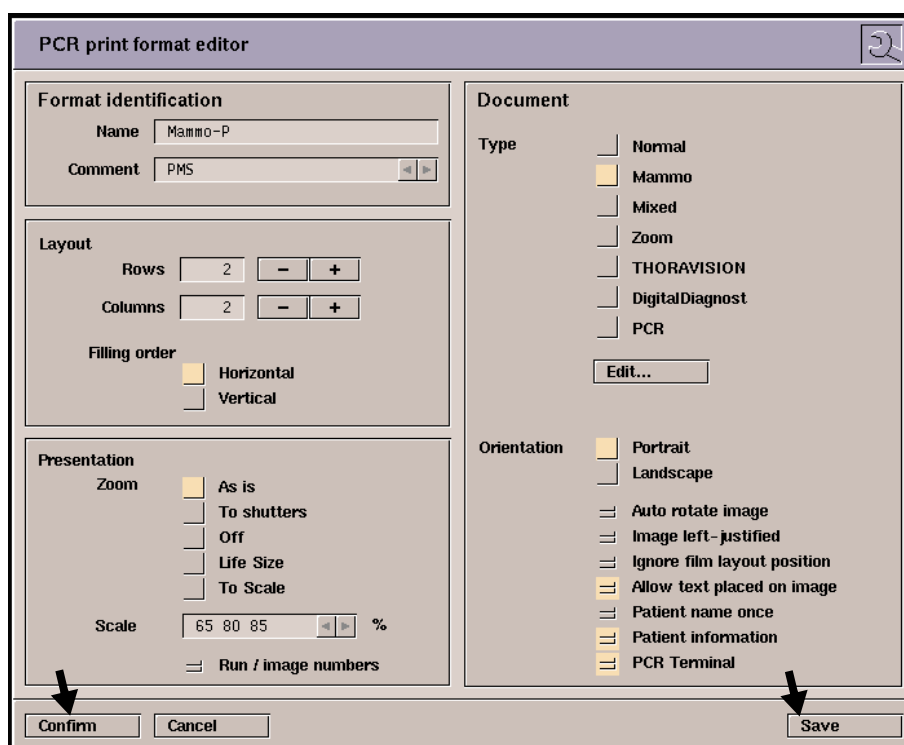 PCR print format editor
Format identification
Name Mammo-P
Comment PMS
Layout
Rows 2 - +
Columns 2 - +
Filling order
Horizontal
Vertical
Presentation
Zoom As is
To shutters
Off
Life Size
To Scale
Scale 65 80 85 %
Run / image numbers
Document
Type Normal
Mammo
Mixed
Zoom
THORAVISION
DigitalDiagnost
PCR
Edit...
Orientation Portrait
Landscape
Auto rotate image
Image left-justified
Ignore film layout position
Allow text placed on image
Patient name once
Patient information
PCR Terminal
Confirm Cancel Save